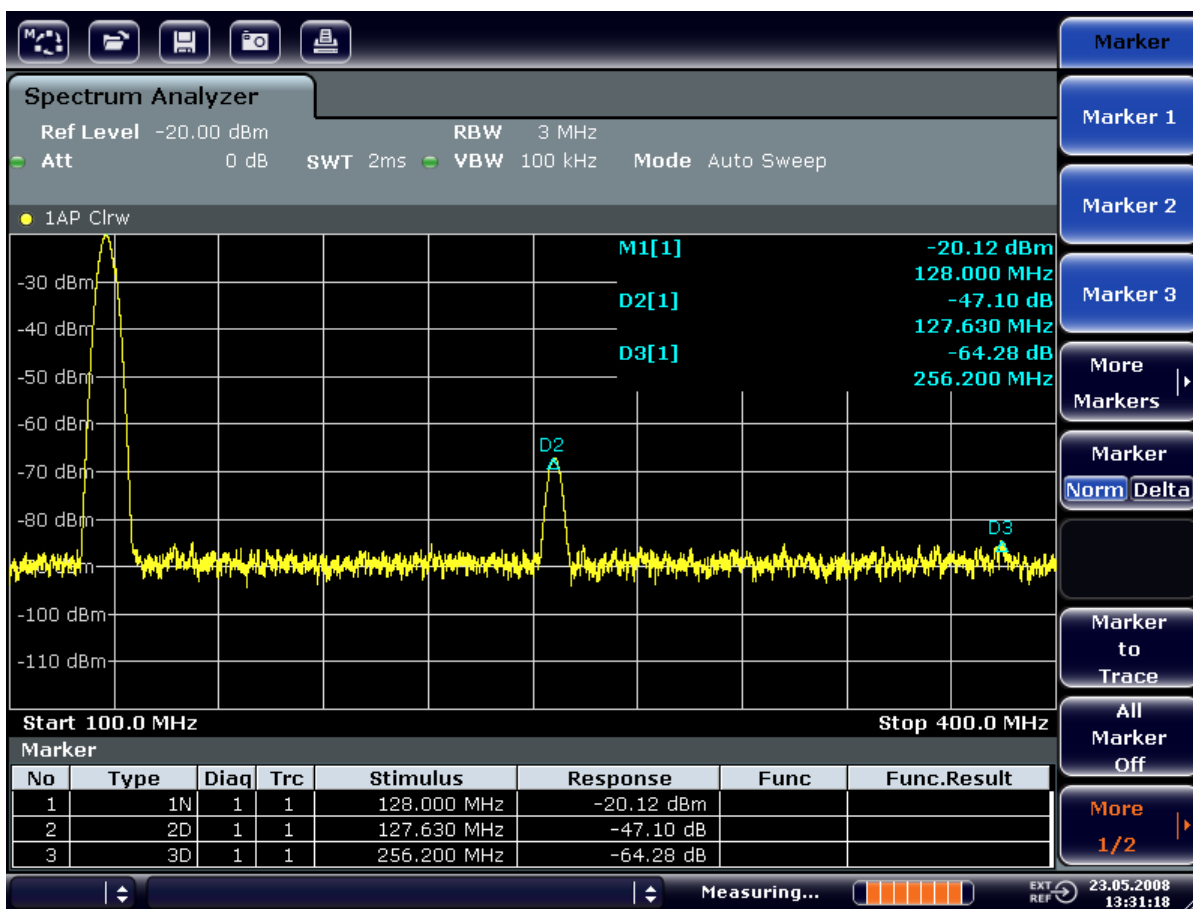 M
Marker
Spectrum Analyzer
Ref Level -20.00 dBm RBW 3 MHz
Att 0 dB SWT 2ms VBW 100 kHz Mode Auto Sweep
1AP Clrw
M1[1] -20.12 dBm
128.000 MHz
D2[1] -47.10 dB
127.630 MHz
D3[1] -64.28 dB
256.200 MHz
-30 dBm
-40 dBm
-50 dBm
-60 dBm
-70 dBm
-80 dBm
-100 dBm
-110 dBm
D2
D3
Start 100.0 MHz Stop 400.0 MHz
Marker
No Type Diaq Trc Stimulus Response Func Func.Result
1 1N 1 1 128.000 MHz -20.12 dBm
2 2D 1 1 127.630 MHz -47.10 dB
3 3D 1 1 256.200 MHz -64.28 dB
Marker 1
Marker 2
Marker 3
More
Markers
Marker
Norm Delta
Marker
to
Trace
All
Marker
Off
More
1/2
Measuring...
EXT
REF
23.05.2008
13:31:18